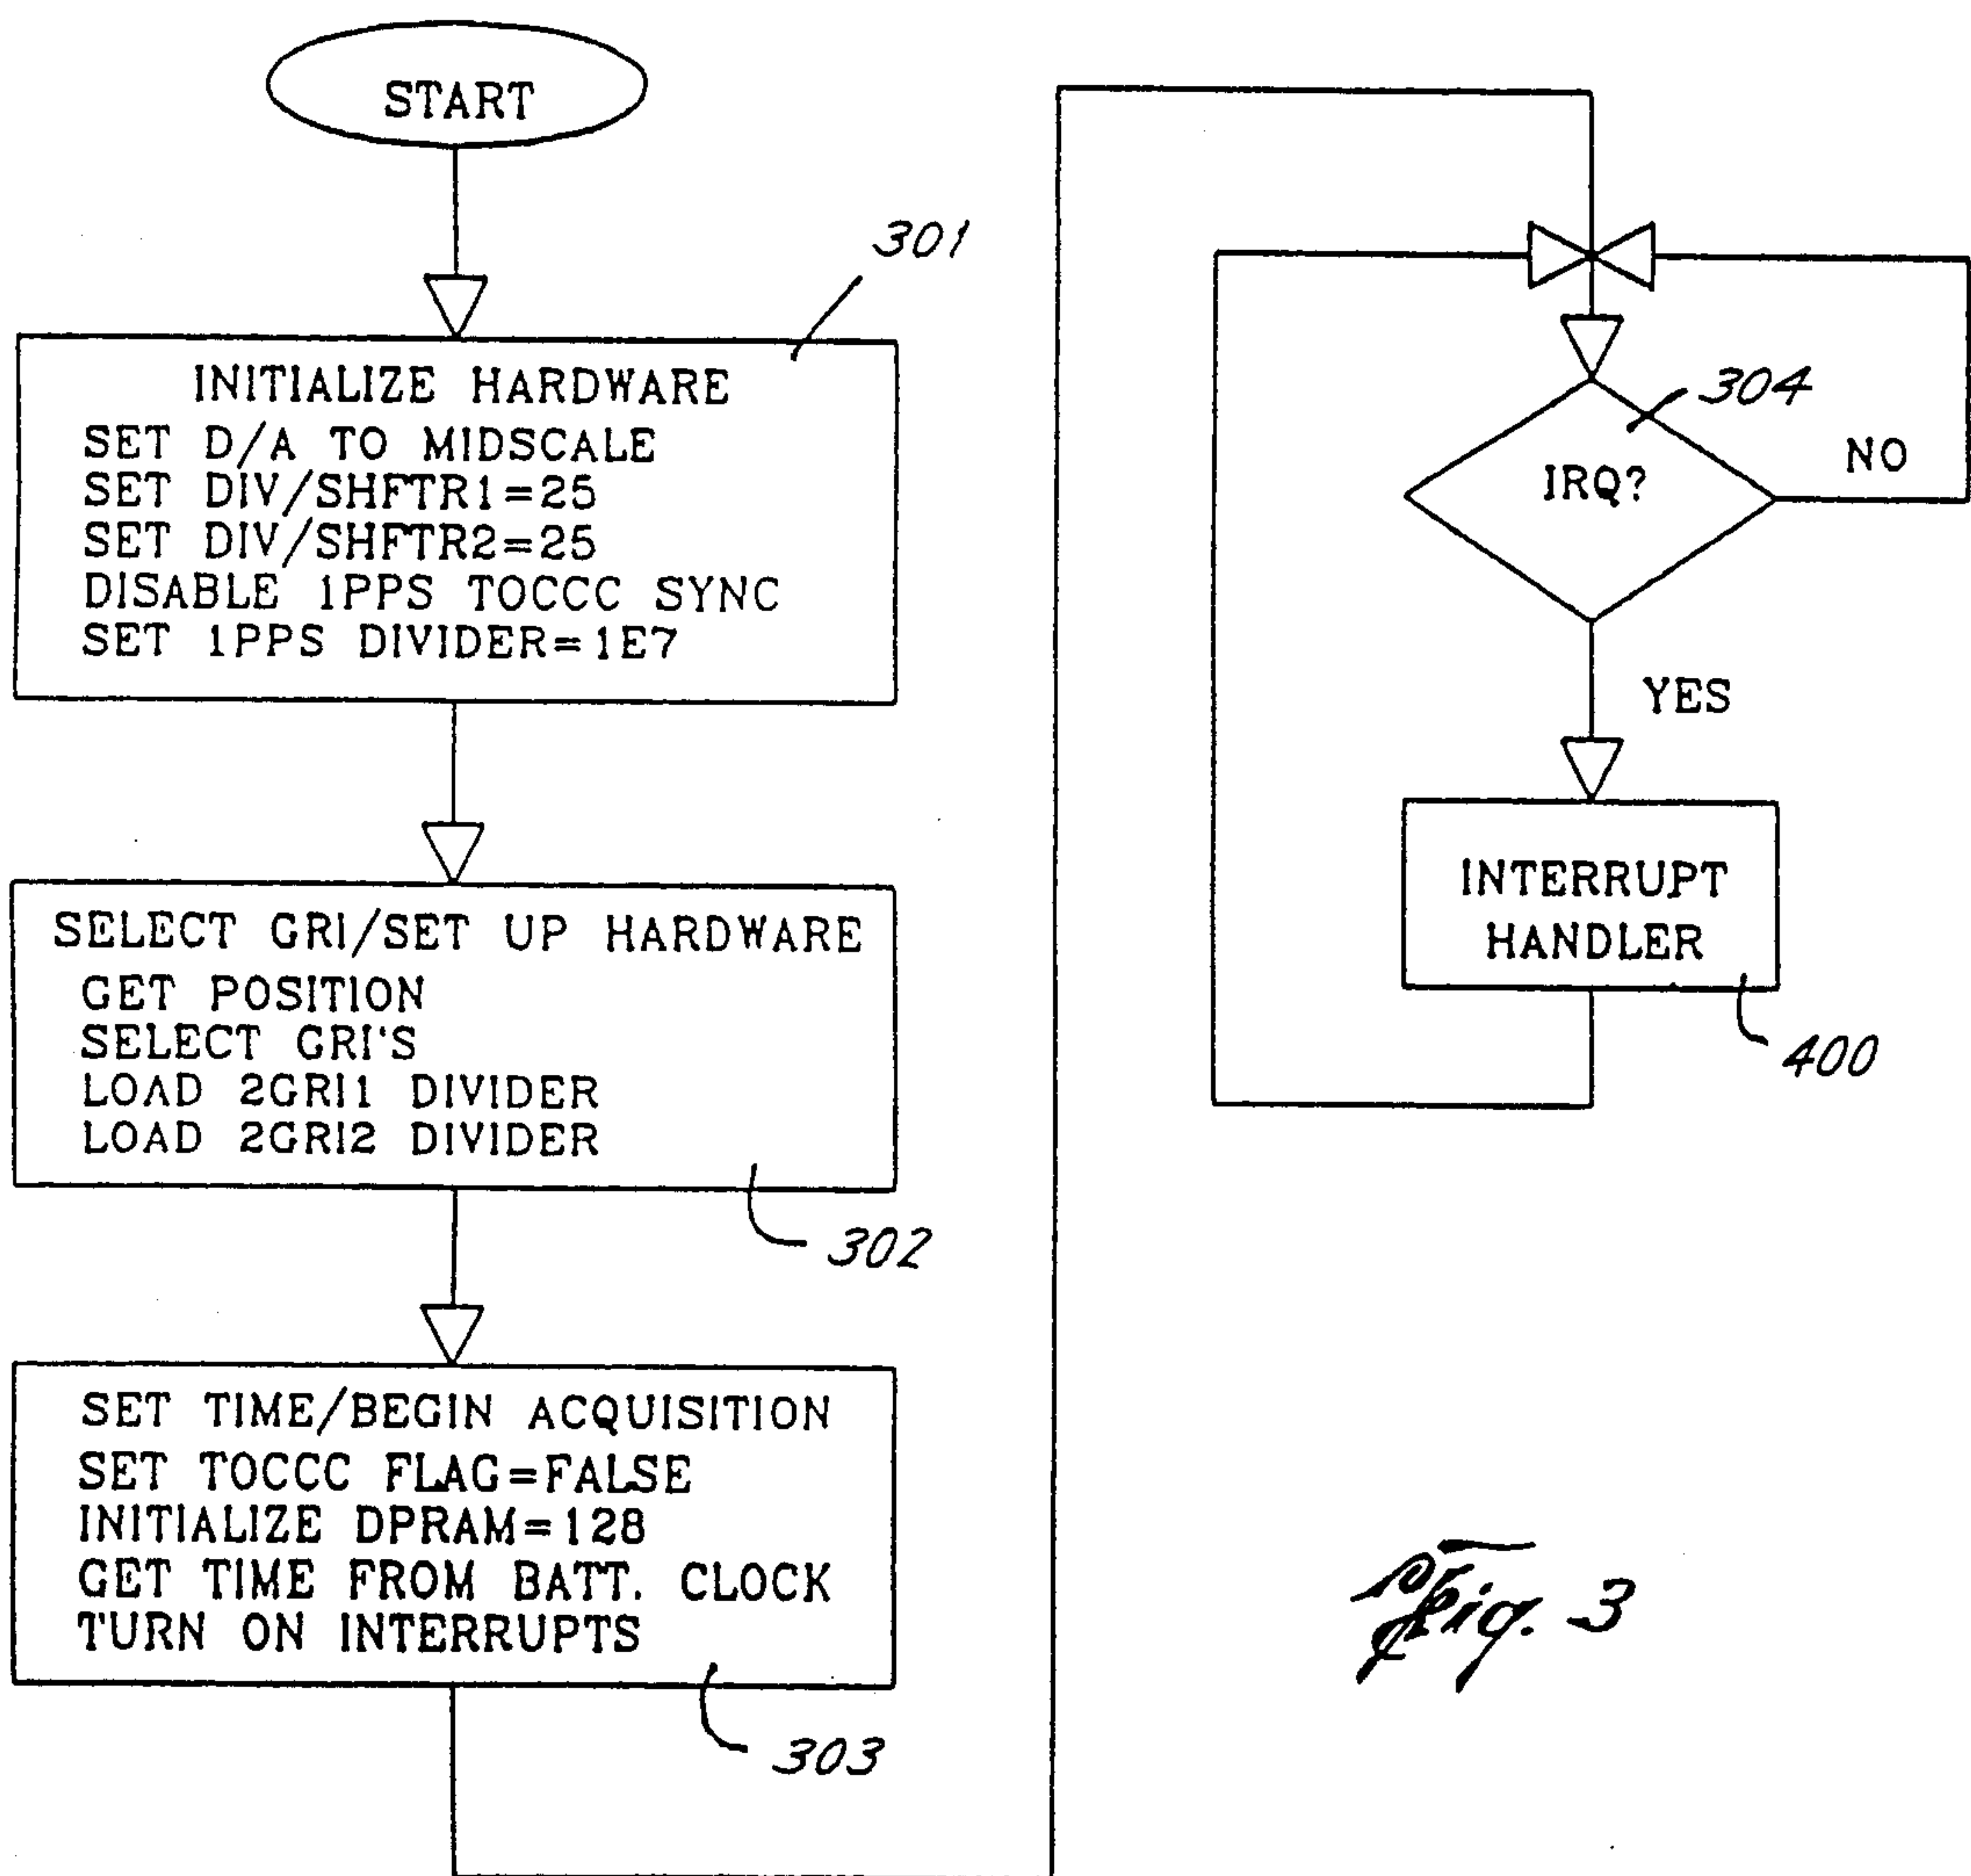 START
301
INITIALIZE HARDWARE
SET D/A TO MIDSCALE
SET DIV/SHFTR1=25
SET DIV/SHFTR2=25
DISABLE 1PPS TOCCC SYNC
SET 1PPS DIVIDER=1E7
SELECT GRI/SET UP HARDWARE
GET POSITION
SELECT GRI'S
LOAD 2GRI1 DIVIDER
LOAD 2GRI2 DIVIDER
302
SET TIME/BEGIN ACQUISITION
SET TOCCC FLAG=FALSE
INITIALIZE DPRAM=128
GET TIME FROM BATT. CLOCK
TURN ON INTERRUPTS
303
304
IRQ?
NO
YES
INTERRUPT
HANDLER
400
Fig. 3